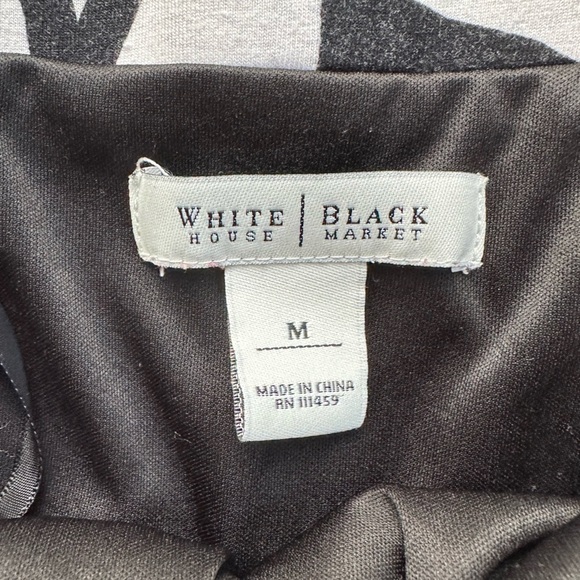 WHITE | BLACK
HOUSE | MARKET
M
MADE IN CHINA
RN 111459